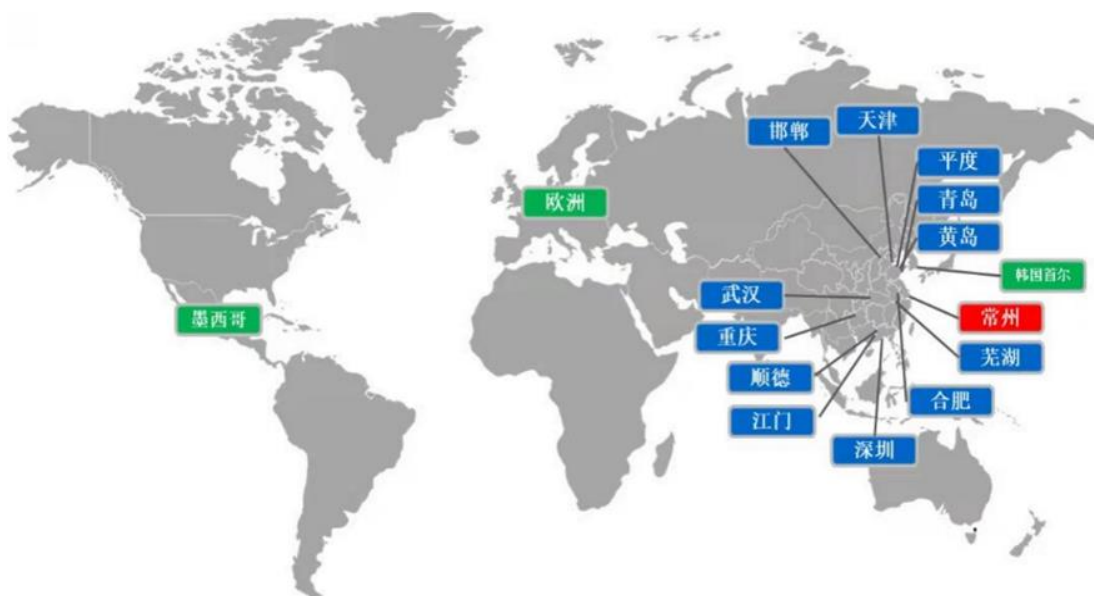 天津
邯郸
平度
青岛
欧洲
黄岛
韩国首尔
武汉
墨西哥
常州
重庆
芜湖
顺德
合肥
江门
深圳